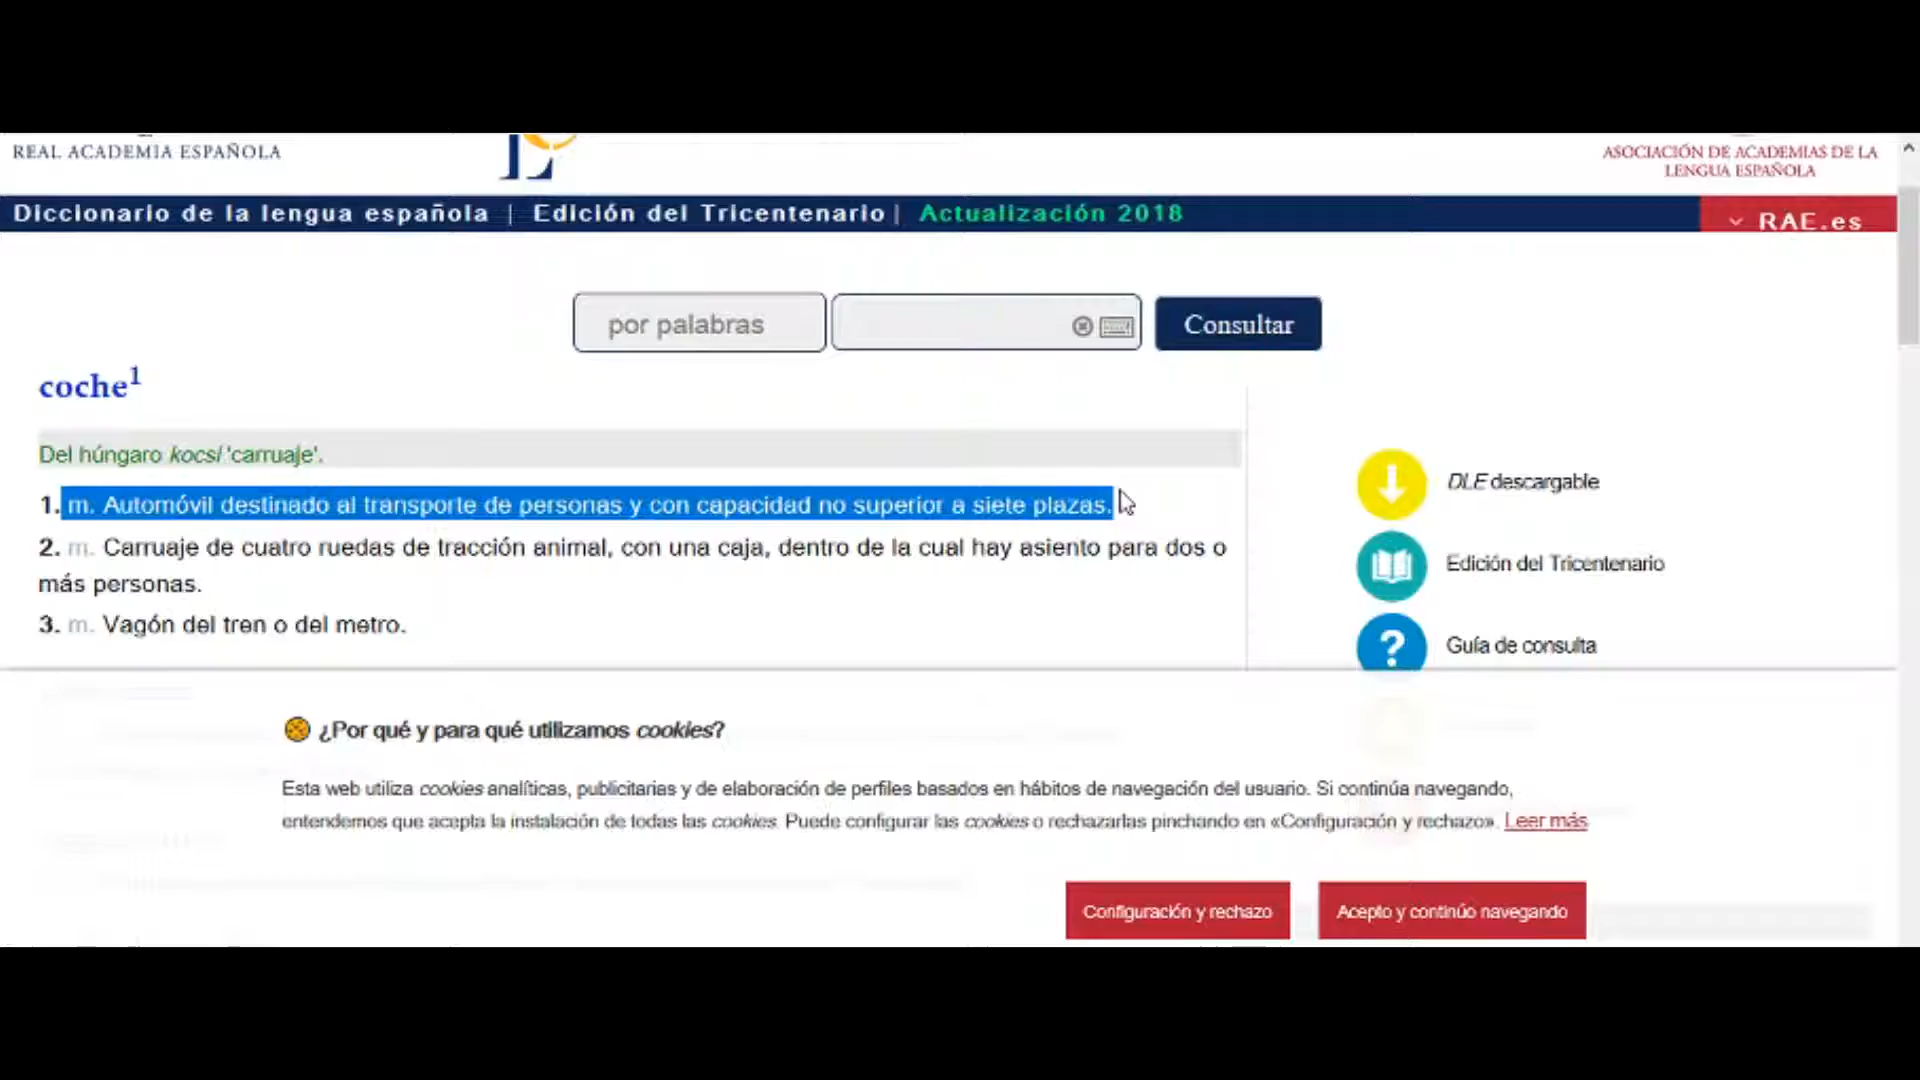 REAL ACADEMIA ESPAÑOLA
ASOCIACIÓN DE ACADEMIAS DE LA
LENGUA ESPAÑOLA
Diccionario de la lengua española | Edición del Tricentenario | Actualización 2018
RAE.es
por palabras
Consultar
coche¹
Del húngaro kocsi 'carruaje'.
1. m. Automóvil destinado al transporte de personas y con capacidad no superior a siete plazas.
2. m. Carruaje de cuatro ruedas de tracción animal, con una caja, dentro de la cual hay asiento para dos o
más personas.
3. m. Vagón del tren o del metro.
DLE descargable
Edición del Tricentenario
Guía de consulta
¿Por qué y para qué utilizamos cookies?
Esta web utiliza cookies analíticas, publicitarias y de elaboración de perfiles basados en hábitos de navegación del usuario. Si continúa navegando,
entendemos que acepta la instalación de todas las cookies. Puede configurar las cookies o rechazarlas pinchando en «Configuración y rechazo». Leer más
Configuración y rechazo
Acepto y continúo navegando